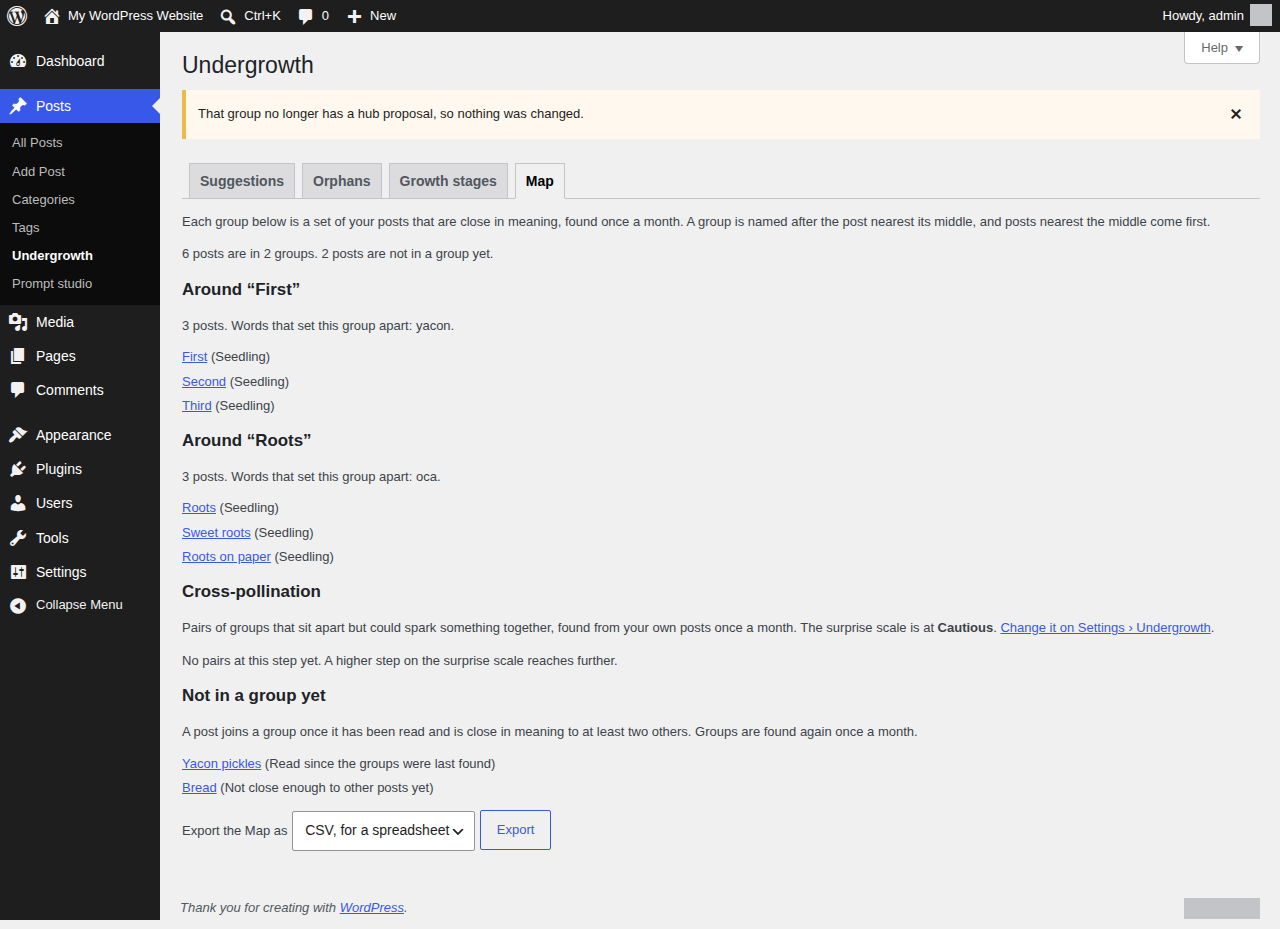 My WordPress Website Ctrl+K 0 New Howdy, admin
Help
Dashboard
Posts
All Posts
Add Post
Categories
Tags
Undergrowth
Prompt studio
Media
Pages
Comments
Appearance
Plugins
Users
Tools
Settings
Collapse Menu
Undergrowth
That group no longer has a hub proposal, so nothing was changed.
Suggestions Orphans Growth stages Map
Each group below is a set of your posts that are close in meaning, found once a month. A group is named after the post nearest its middle, and posts nearest the middle come first.
6 posts are in 2 groups. 2 posts are not in a group yet.
Around “First”
3 posts. Words that set this group apart: yacon.
First (Seedling)
Second (Seedling)
Third (Seedling)
Around “Roots”
3 posts. Words that set this group apart: oca.
Roots (Seedling)
Sweet roots (Seedling)
Roots on paper (Seedling)
Cross-pollination
Pairs of groups that sit apart but could spark something together, found from your own posts once a month. The surprise scale is at Cautious. Change it on Settings › Undergrowth.
No pairs at this step yet. A higher step on the surprise scale reaches further.
Not in a group yet
A post joins a group once it has been read and is close in meaning to at least two others. Groups are found again once a month.
Yacon pickles (Read since the groups were last found)
Bread (Not close enough to other posts yet)
Export the Map as CSV, for a spreadsheet Export
Thank you for creating with WordPress.